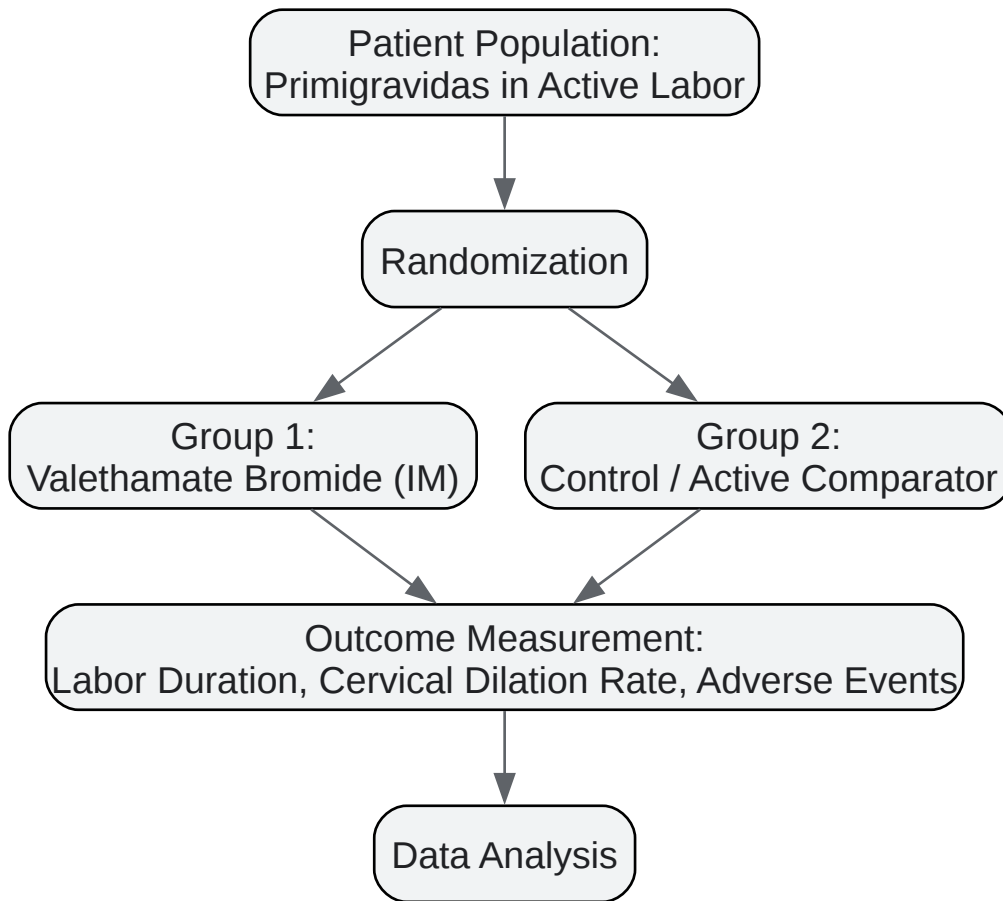 Patient Population:
Primigravidas in Active Labor
Randomization
Group 1:
Valethamate Bromide (IM)
Group 2:
Control / Active Comparator
Outcome Measurement:
Labor Duration, Cervical Dilation Rate, Adverse Events
Data Analysis